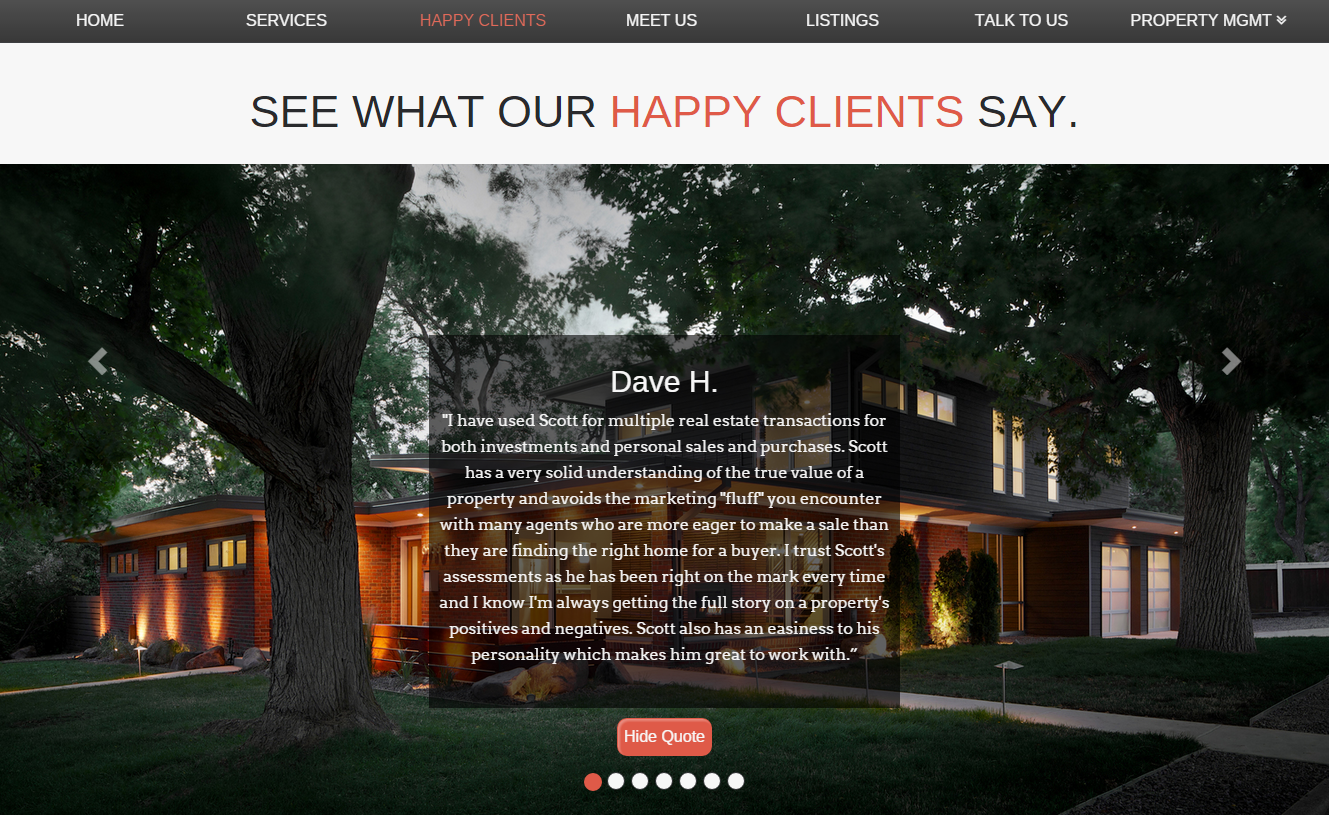 HOME SERVICES HAPPY CLIENTS MEET US LISTINGS TALK TO US PROPERTY MGMT
SEE WHAT OUR HAPPY CLIENTS SAY.
Dave H.
"I have used Scott for multiple real estate transactions for
both investments and personal sales and purchases. Scott
has a very solid understanding of the true value of a
property and avoids the marketing "fluff" you encounter
with many agents who are more eager to make a sale than
they are finding the right home for a buyer. I trust Scott's
assessments as he has been right on the mark every time
and I know I'm always getting the full story on a property's
positives and negatives. Scott also has an easiness to his
personality which makes him great to work with.”
Hide Quote